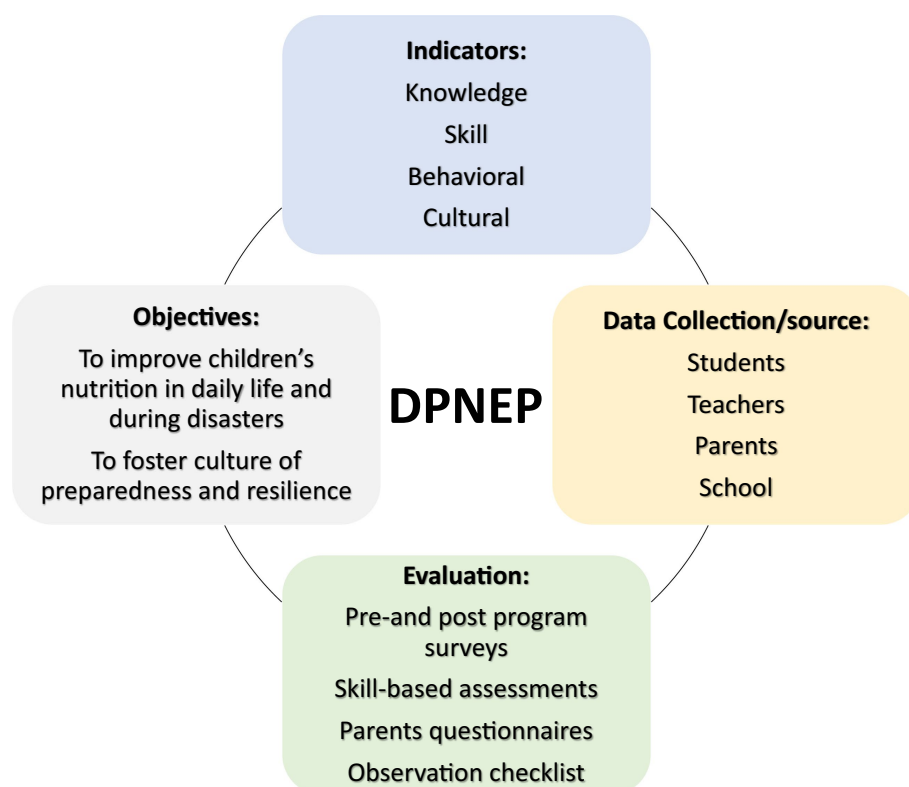 Indicators:
Knowledge
Skill
Behavioral
Cultural
Objectives:
To improve children’s
nutrition in daily life and
during disasters
To foster culture of
preparedness and resilience
DPNEP
Data Collection/source:
Students
Teachers
Parents
School
Evaluation:
Pre-and post program
surveys
Skill-based assessments
Parents questionnaires
Observation checklist